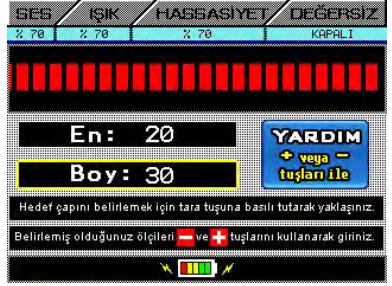 SES IŞIK HASSASİYET DEĞERSİZ
% 70 % 70 % 70 KAPALI
En: 20
Boy: 30
YARDIM
+ veya -
tuşları ile
Hedef çapını belirlemek için tara tuşuna basılı tutarak yaklaşınız.
Belirlemiş olduğunuz ölçileri - ve + tuşlarını kullanarak giriniz.